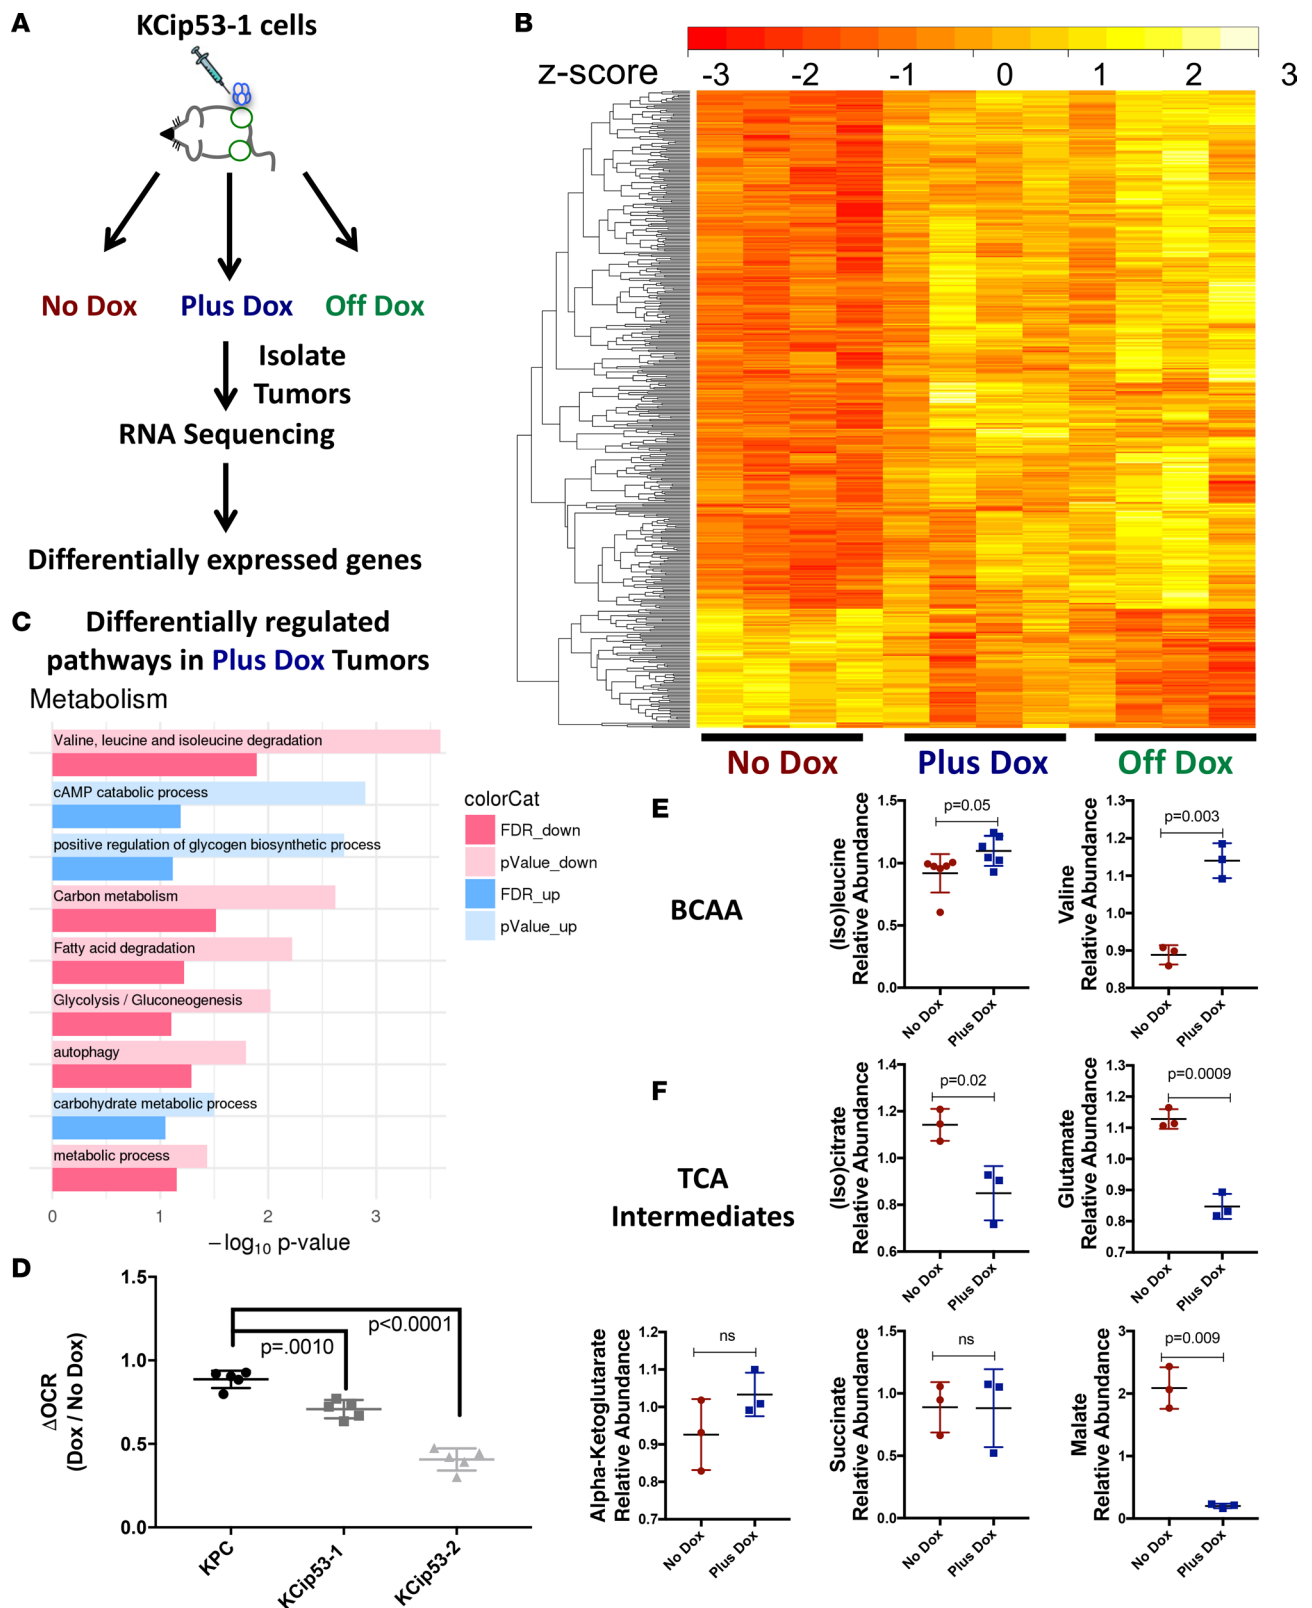 A
KCip53-1 cells
No Dox
Plus Dox
Off Dox
Isolate
Tumors
RNA Sequencing
Differentially expressed genes
B
z-score
-3
-2
-1
0
1
2
3
No Dox
Plus Dox
Off Dox
C
Differentially regulated
pathways in Plus Dox Tumors
Metabolism
Valine, leucine and isoleucine degradation
cAMP catabolic process
positive regulation of glycogen biosynthetic process
Carbon metabolism
Fatty acid degradation
Glycolysis / Gluconeogenesis
autophagy
carbohydrate metabolic process
metabolic process
0
1
2
3
−log10 p-value
colorCat
FDR_down
pValue_down
FDR_up
pValue_up
D
ΔOCR
(Dox / No Dox)
1.5
1.0
0.5
0.0
p=.0010
p<0.0001
KPC
KCip53-1
KCip53-2
E
BCAA
(Iso)leucine
Relative Abundance
1.5
1.0
0.5
0.0
p=0.05
No Dox
Plus Dox
Valine
Relative Abundance
1.3
1.2
1.1
1.0
0.9
0.8
p=0.003
No Dox
Plus Dox
F
TCA
Intermediates
(Iso)citrate
Relative Abundance
1.4
1.2
1.0
0.8
0.6
p=0.02
No Dox
Plus Dox
Glutamate
Relative Abundance
1.3
1.2
1.1
1.0
0.9
0.8
0.7
p=0.0009
No Dox
Plus Dox
Alpha-Ketoglutarate
Relative Abundance
1.2
1.1
1.0
0.9
0.8
0.7
ns
No Dox
Plus Dox
Succinate
Relative Abundance
1.5
1.0
0.5
0.0
ns
No Dox
Plus Dox
Malate
Relative Abundance
3
2
1
0
p=0.009
No Dox
Plus Dox